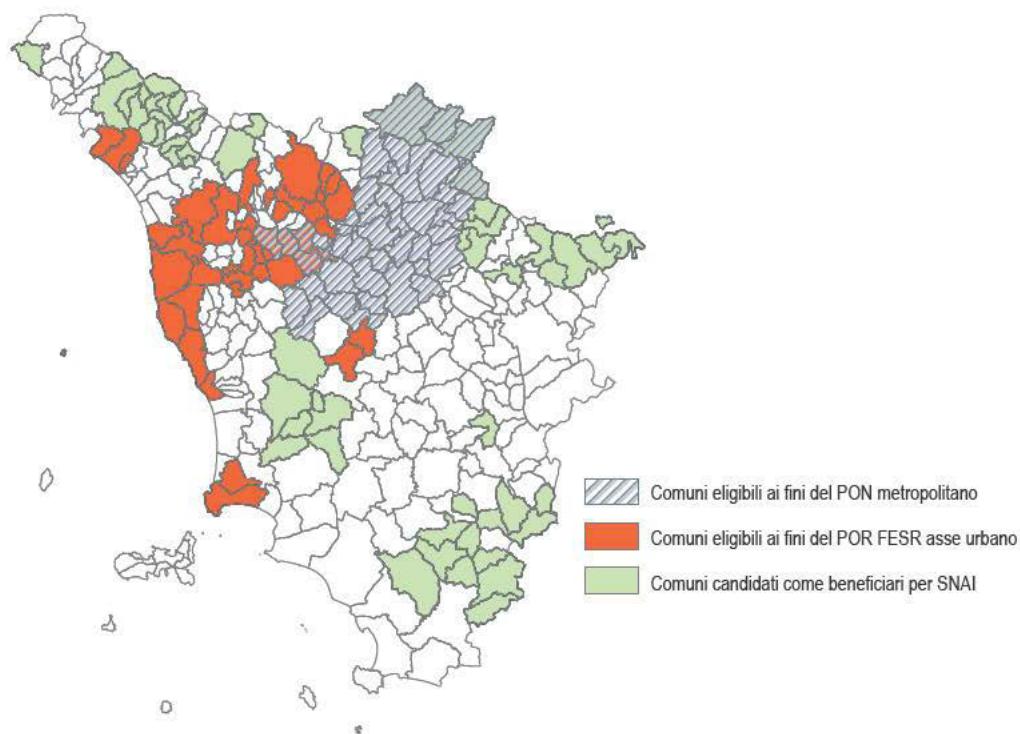 Comuni eligibili ai fini del PON metropolitano
Comuni eligibili ai fini del POR FESR asse urbano
Comuni candidati come beneficiari per SNAI